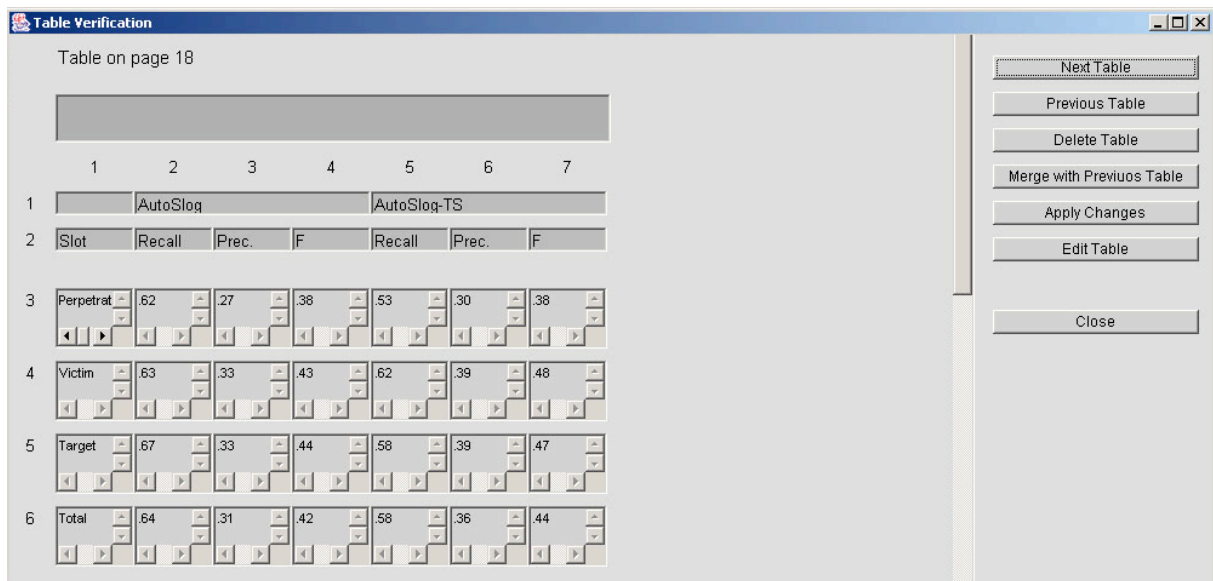 Table Verification
Table on page 18
Next Table
Previous Table
Delete Table
Merge with Previuos Table
Apply Changes
Edit Table
Close
1 2 3 4 5 6 7
1 AutoSlog AutoSlog-TS
2 Slot Recall Prec. F Recall Prec. F
3 Perpetrat .62 .27 .38 .53 .30 .38
4 Victim .63 .33 .43 .62 .39 .48
5 Target .67 .33 .44 .58 .39 .47
6 Total .64 .31 .42 .58 .36 .44